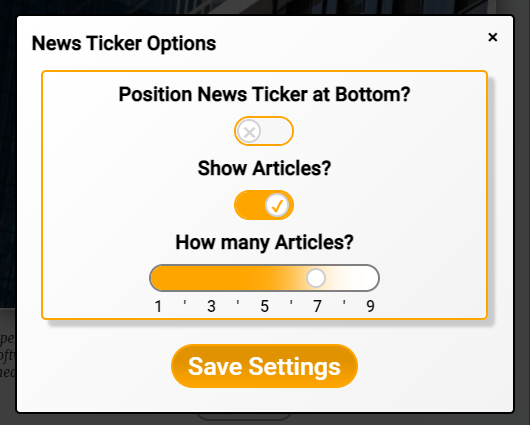 News Ticker Options ×
Position News Ticker at Bottom?
Show Articles?
How many Articles?
1 ' 3 ' 5 ' 7 ' 9
Save Settings